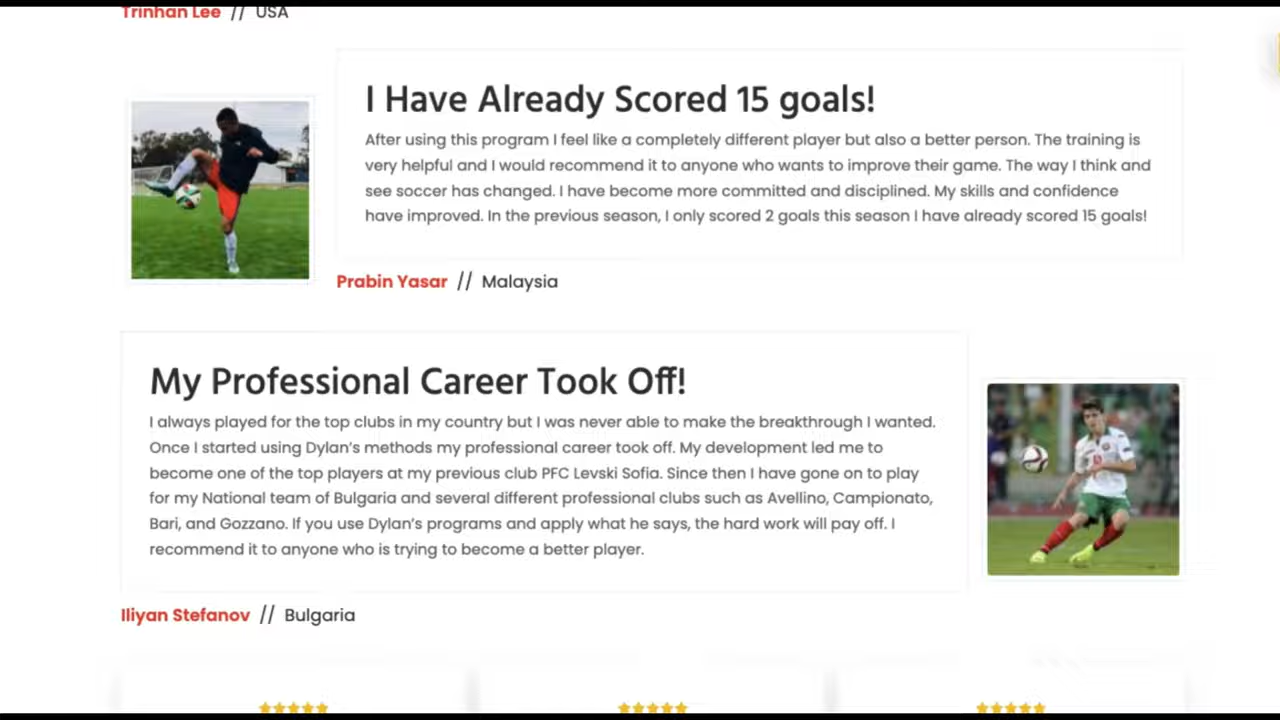 Trinhan Lee // USA
I Have Already Scored 15 goals!
After using this program I feel like a completely different player but also a better person. The training is
very helpful and I would recommend it to anyone who wants to improve their game. The way I think and
see soccer has changed. I have become more committed and disciplined. My skills and confidence
have improved. In the previous season, I only scored 2 goals this season I have already scored 15 goals!
Prabin Yasar // Malaysia
My Professional Career Took Off!
I always played for the top clubs in my country but I was never able to make the breakthrough I wanted.
Once I started using Dylan's methods my professional career took off. My development led me to
become one of the top players at my previous club PFC Levski Sofia. Since then I have gone on to play
for my National team of Bulgaria and several different professional clubs such as Avellino, Campionato,
Bari, and Gozzano. If you use Dylan's programs and apply what he says, the hard work will pay off. I
recommend it to anyone who is trying to become a better player.
Iliyan Stefanov // Bulgaria